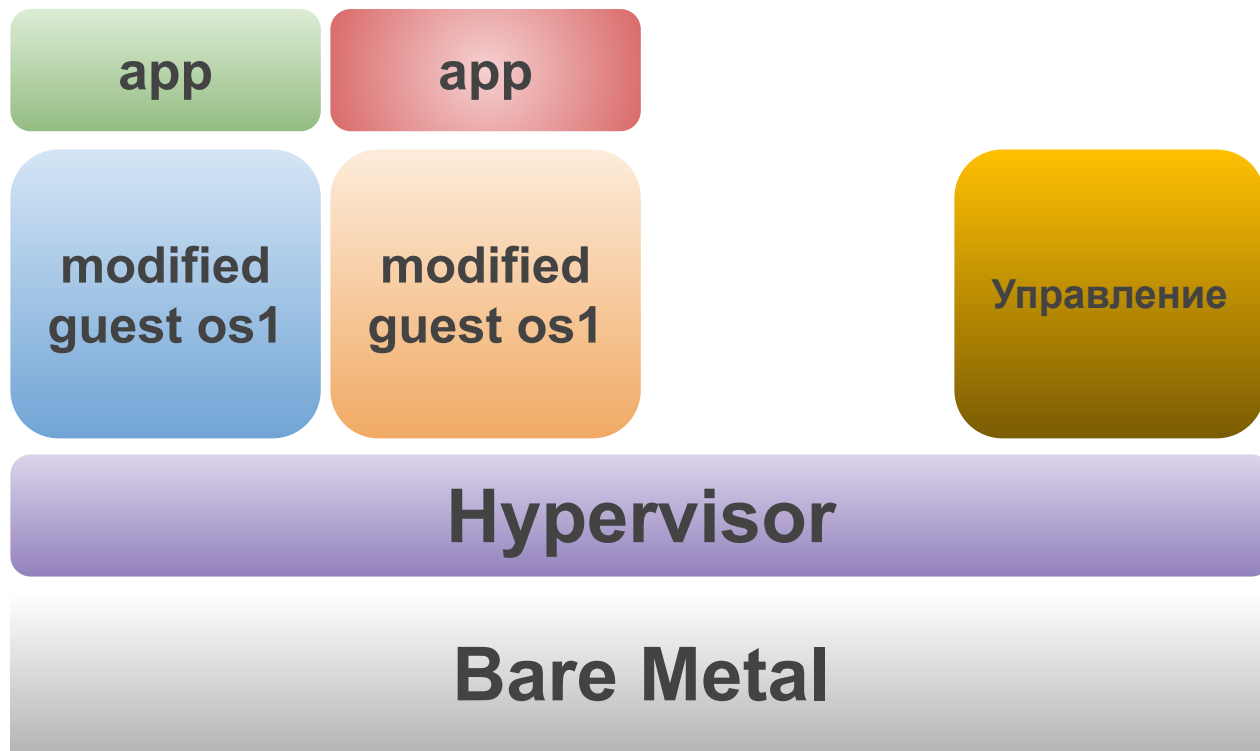 app
app
modified
guest os1
modified
guest os1
Управление
Hypervisor
Bare Metal